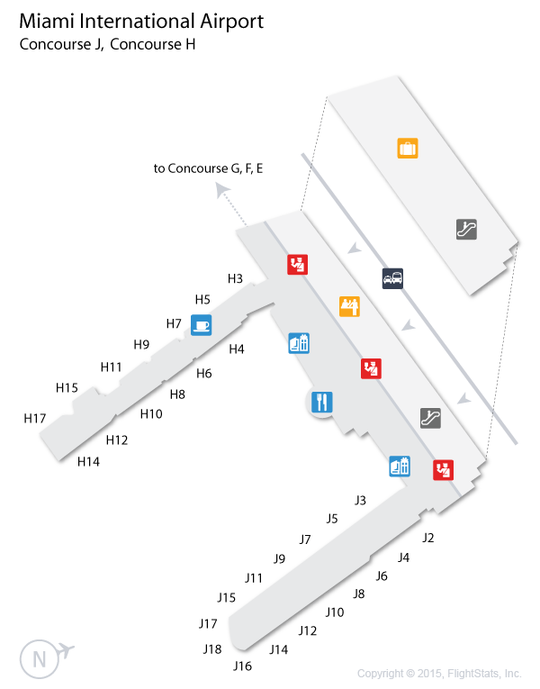 Miami International Airport
Concourse J, Concourse H
to Concourse G, F, E
H3
H5
H7
H4
H9
H6
H11
H8
H15
H10
H17
H12
H14
J3
J5
J2
J7
J4
J9
J6
J11
J8
J15
J10
J17
J12
J18
J14
J16
N
Copyright © 2015, FlightStats, Inc.